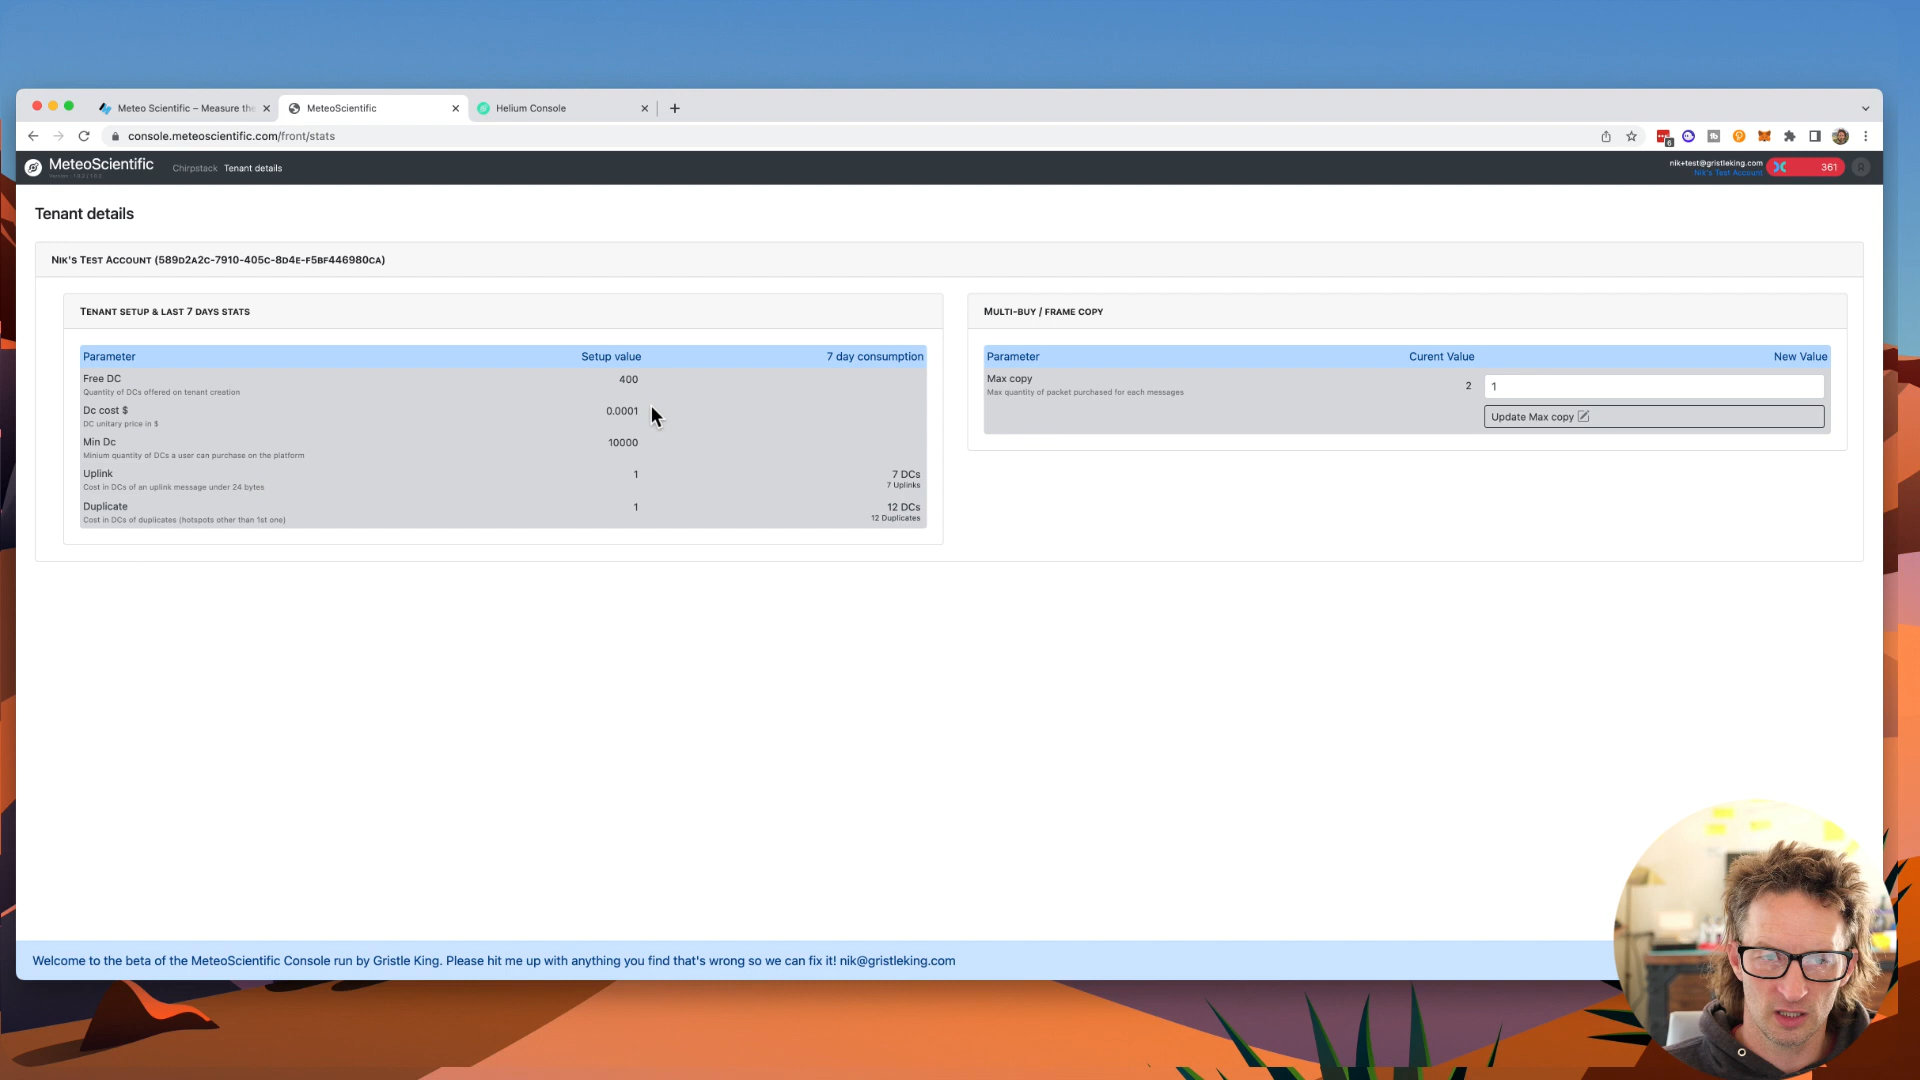 Meteo Scientific – Measure the
MeteoScientific
Helium Console
console.meteoscientific.com/front/stats
6
MeteoScientific
Chirpstack
Tenant details
nik+test@gristleking.com
Nik's Test Account
361
Tenant details
Nik's Test Account (589d2a2c-7910-405c-8d4e-f5bf446980ca)
Tenant setup & last 7 days stats
Parameter Setup value 7 day consumption
Free DC 400
Quantity of DCs offered on tenant creation
Dc cost $ 0.0001
DC unitary price in $
Min Dc 10000
Minium quantity of DCs a user can purchase on the platform
Uplink 1 7 DCs
Cost in DCs of an uplink message under 24 bytes 7 Uplinks
Duplicate 1 12 DCs
Cost in DCs of duplicates (hotspots other than 1st one) 12 Duplicates
Multi-buy / frame copy
Parameter Curent Value New Value
Max copy 2 1
Max quantity of packet purchased for each messages
Update Max copy
Welcome to the beta of the MeteoScientific Console run by Gristle King. Please hit me up with anything you find that's wrong so we can fix it! nik@gristleking.com